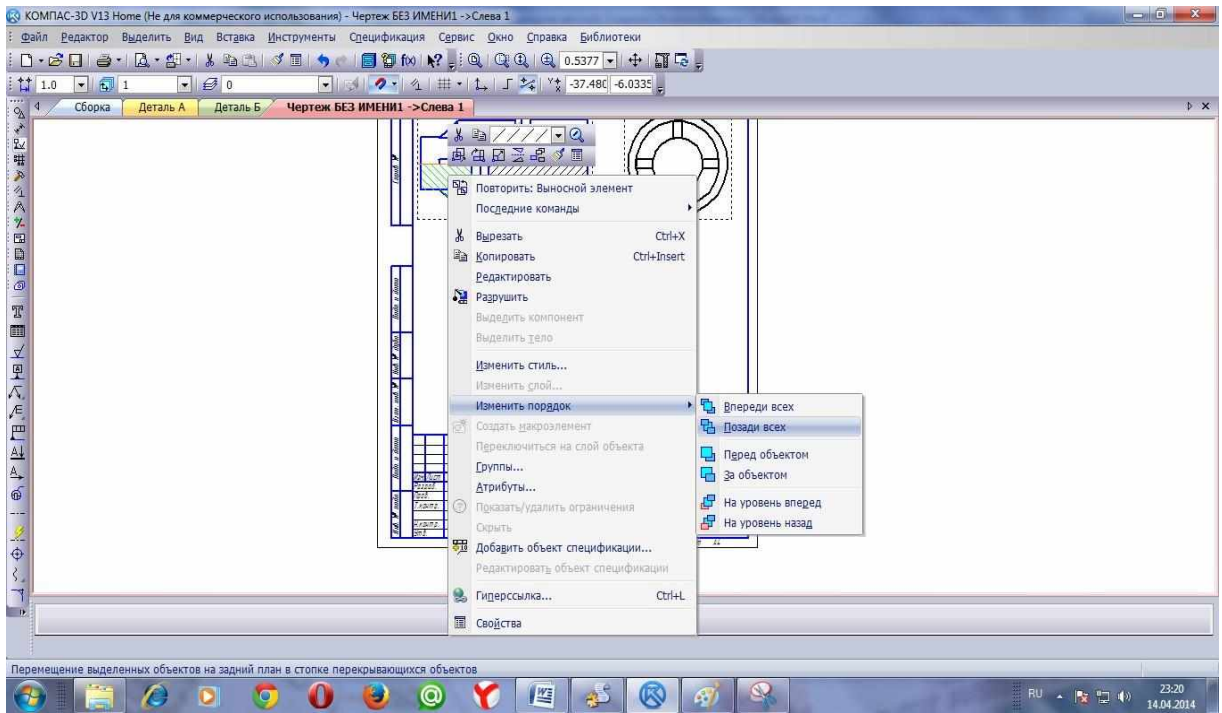 КОМПАС-3D V13 Home (Не для коммерческого использования) - Чертеж БЕЗ ИМЕНИ1 ->Слева 1
Файл Редактор Выделить Вид Вставка Инструменты Спецификация Сервис Окно Справка Библиотеки
0.5377
1.0 1 0 -37.480 -6.0335
Сборка Деталь А Деталь Б Чертеж БЕЗ ИМЕНИ1 ->Слева 1
Повторить: Выносной элемент
Последние команды
Вырезать Ctrl+X
Копировать Ctrl+Insert
Редактировать
Разрушить
Выделить компонент
Выделить тело
Изменить стиль...
Изменить слой...
Изменить порядок
Впереди всех
Создать макроэлемент
Позади всех
Переключиться на слой объекта
Перед объектом
Группы...
За объектом
Атрибуты...
На уровень вперед
Показать/удалить ограничения
На уровень назад
Скрыть
Добавить объект спецификации...
Редактировать объект спецификации
Гиперссылка... Ctrl+L
Свойства
Перемещение выделенных объектов на задний план в стопке перекрывающихся объектов
RU
23:20
14.04.2014